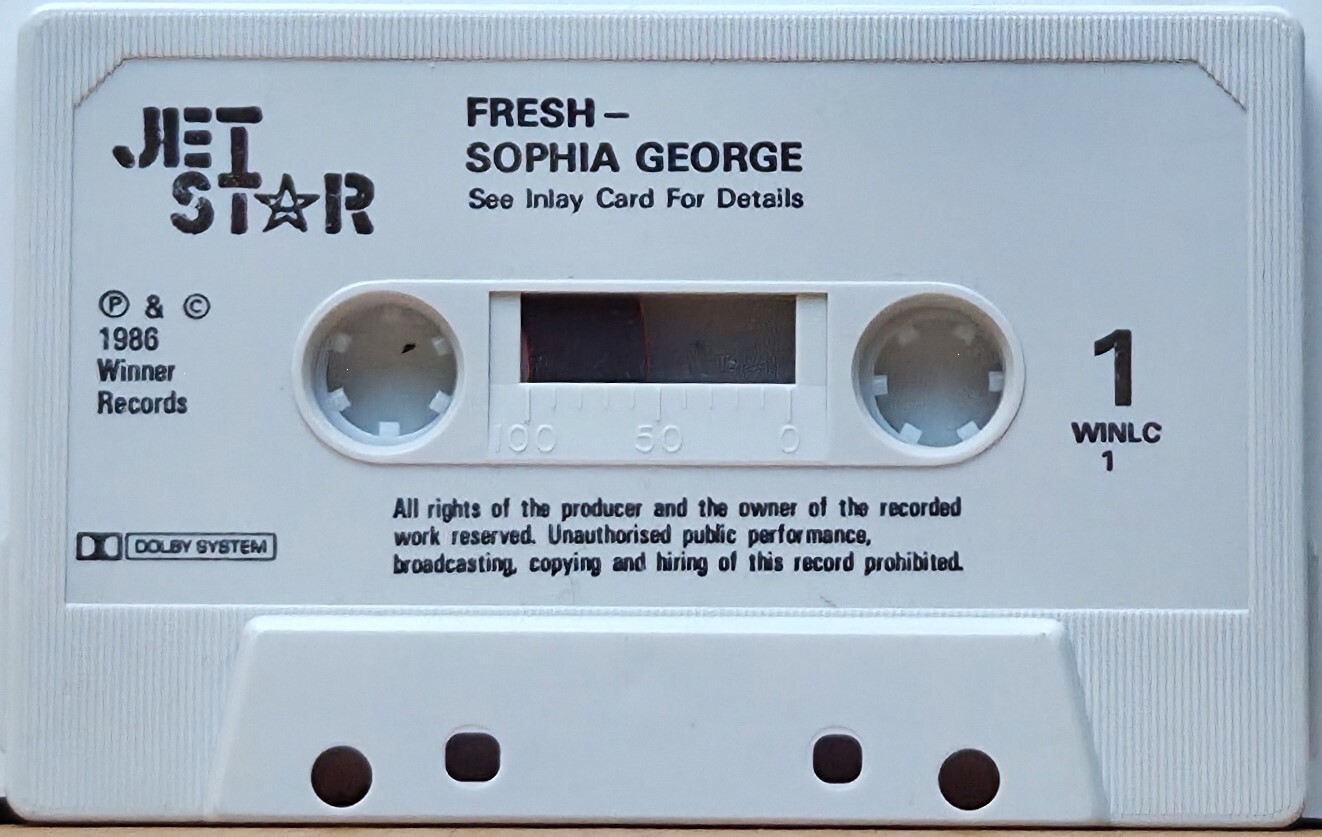 JET
STAR
FRESH –
SOPHIA GEORGE
See Inlay Card For Details
Ⓟ & ©
1986
Winner
Records
100 50 0
1
WINLC
1
DOLBY SYSTEM
All rights of the producer and the owner of the recorded
work reserved. Unauthorised public performance,
broadcasting, copying and hiring of this record prohibited.